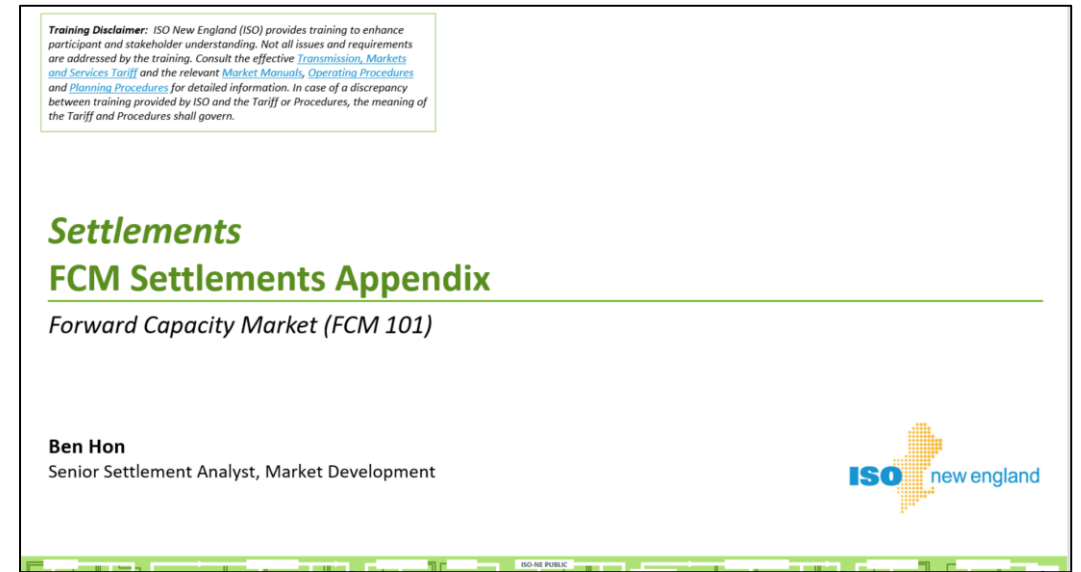 Training Disclaimer: ISO New England (ISO) provides training to enhance
participant and stakeholder understanding. Not all issues and requirements
are addressed by the training. Consult the effective Transmission, Markets
and Services Tariff and the relevant Market Manuals, Operating Procedures
and Planning Procedures for detailed information. In case of a discrepancy
between training provided by ISO and the Tariff or Procedures, the meaning of
the Tariff and Procedures shall govern.
Settlements
FCM Settlements Appendix
Forward Capacity Market (FCM 101)
Ben Hon
Senior Settlement Analyst, Market Development
ISO new england
ISO-NE PUBLIC